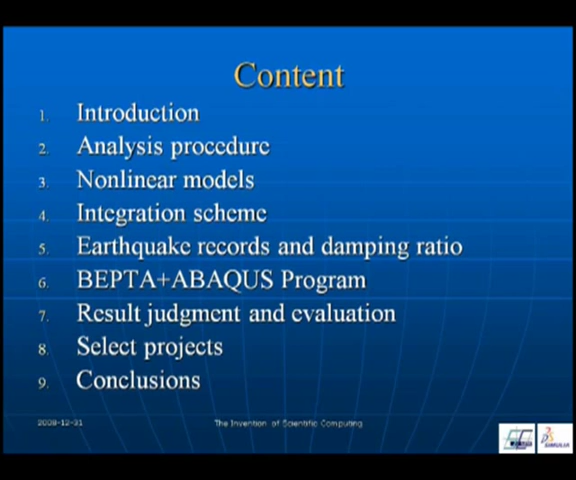 Content
1. Introduction
2. Analysis procedure
3. Nonlinear models
4. Integration scheme
5. Earthquake records and damping ratio
6. BEPTA+ABAQUS Program
7. Result judgment and evaluation
8. Select projects
9. Conclusions
2008-12-31
The Invention of Scientific Computing
SIMULIA